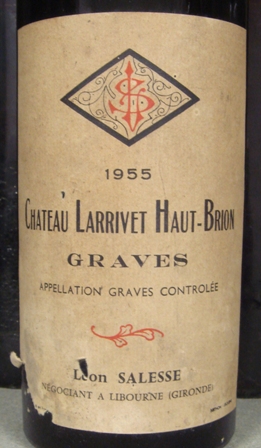 1955
CHATEAU LARRIVET HAUT-BRION
GRAVES
APPELLATION GRAVES CONTROLÉE
Léon SALESSE
NÉGOCIANT A LIBOURNE (GIRONDE)